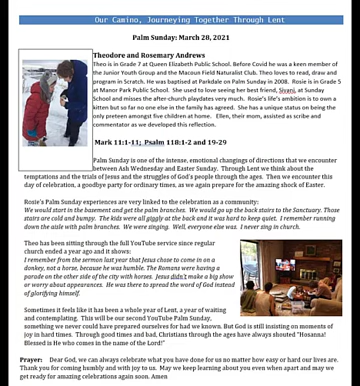 Our Camino, Journeying Together Through Lent
Palm Sunday: March 28, 2021
Theodore and Rosemary Andrews
Theo is in Grade 7 at Queen Elizabeth Public School. Before Covid he was a keen member of
the Junior Youth Group and the Macoun Field Naturalist Club. Theo loves to read, draw and
program in Scratch. He was baptised at Parkdale on Palm Sunday of 2008. Rosie is in Grade 5
at Manor Park Public School. She used to love seeing her best friend, Siyani, at Sunday
School and misses the after-church playdates very much. Rosie's life's ambition is to own a
kitten but so far no one else in the family has agreed. She has a unique status on being the
only preteen amongst five children at home. Ellen, their mom, assisted as scribe and
commentator as we developed this reflection.
Mark 11:1-11; Psalm 118:1-2 and 19-29
Palm Sunday is one of the intense, emotional changes of directions that we encounter
between Ash Wednesday and Easter Sunday. Through Lent we think about the
temptations and the trials of Jesus and the struggles of God's people through the ages. Then we encounter this
day of celebration, a goodbye party for ordinary times, as we again prepare for the amazing shock of Easter.
Rosie's Palm Sunday experiences are very linked to the celebration as a community:
We would start in the basement and get the palm branches. We would go up the back stairs to the Sanctuary. Those
stairs are cold and bumpy. The kids were all giggly at the back and it was hard to keep quiet. I remember running
down the aisle with palm branches. We were singing. Well, everyone else was. I never sing in church.
Theo has been sitting through the full YouTube service since regular
church ended a year ago and it shows:
I remember from the sermon last year that Jesus chose to come in on a
donkey, not a horse, because he was humble. The Romans were having a
parade on the other side of the city with horses. Jesus didn't make a big show
or worry about appearances. He was there to spread the word of God instead
of glorifying himself.
Sometimes it feels like it has been a whole year of Lent, a year of waiting
and contemplating. This will be our second YouTube Palm Sunday,
something we never could have prepared ourselves for had we known. But God is still insisting on moments of
joy in hard times. Through good times and bad, Christians through the ages have always shouted "Hosanna!
Blessed is He who comes in the name of the Lord!"
Prayer: Dear God, we can always celebrate what you have done for us no matter how easy or hard our lives are.
Thank you for coming humbly and with joy to us. May we keep learning about you even when apart and may we
get ready for amazing celebrations again soon. Amen